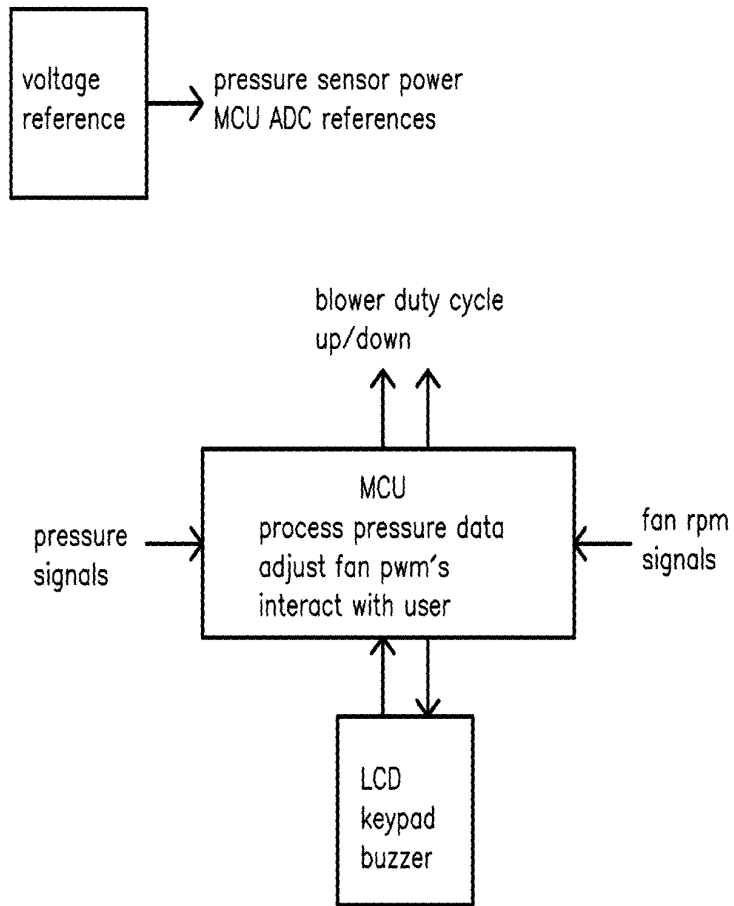 voltage
reference
pressure sensor power
MCU ADC references
blower duty cycle
up/down
MCU
process pressure data
adjust fan pwm's
interact with user
pressure
signals
fan rpm
signals
LCD
keypad
buzzer